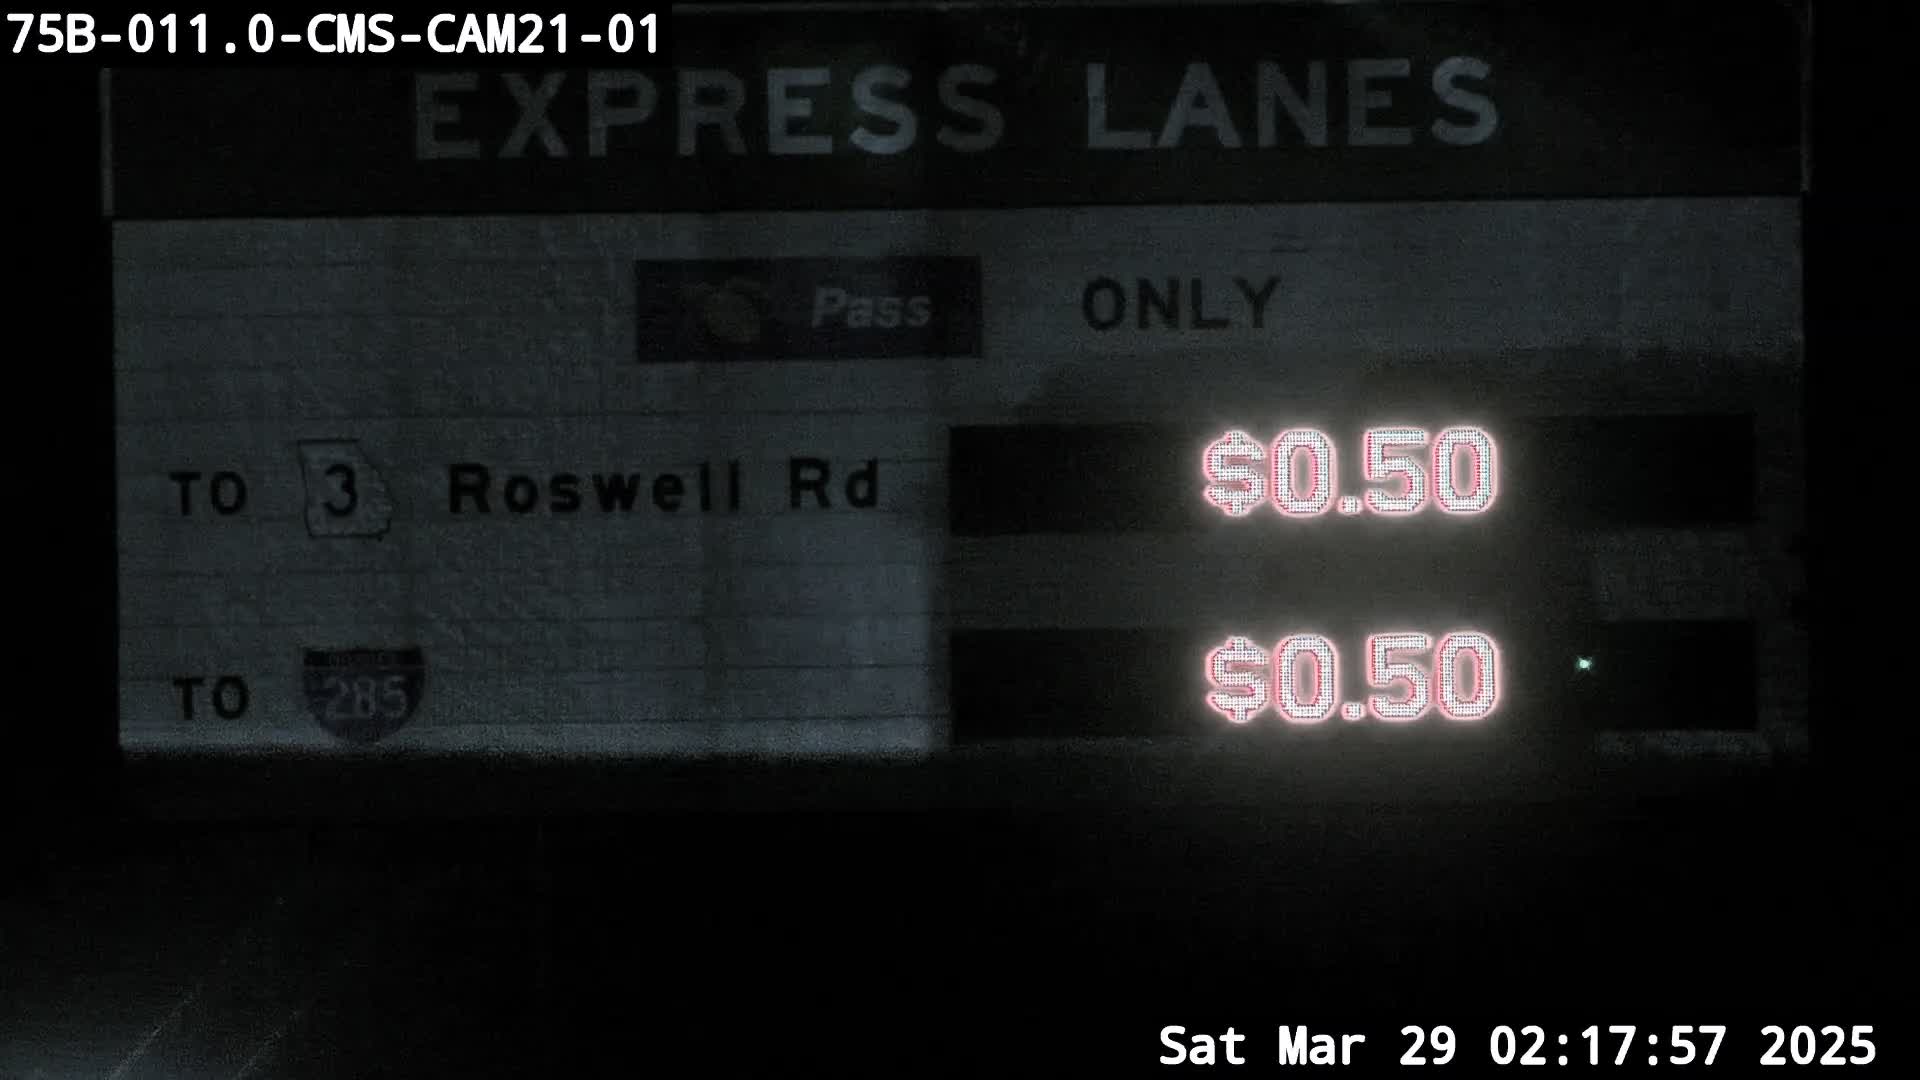 75B-011.0-CMS-CAM21-01
EXPRESS LANES
Pass ONLY
TO 3 Roswell Rd $0.50
TO 285 $0.50
Sat Mar 29 02:17:57 2025